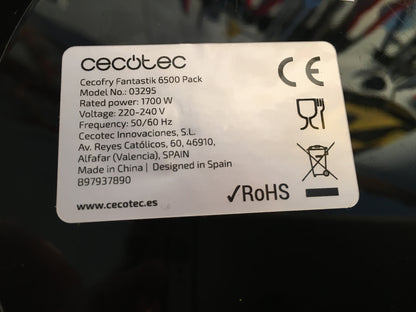 cecotec
Cecofry Fantastik 6500 Pack
Model No.: 03295
Rated power: 1700 W
Voltage: 220-240 V
Frequency: 50/60 Hz
Cecotec Innovaciones, S.L.
Av. Reyes Católicos, 60, 46910,
Alfafar (Valencia), SPAIN
Made in China | Designed in Spain
B97937890
www.cecotec.es
CE
✓RoHS